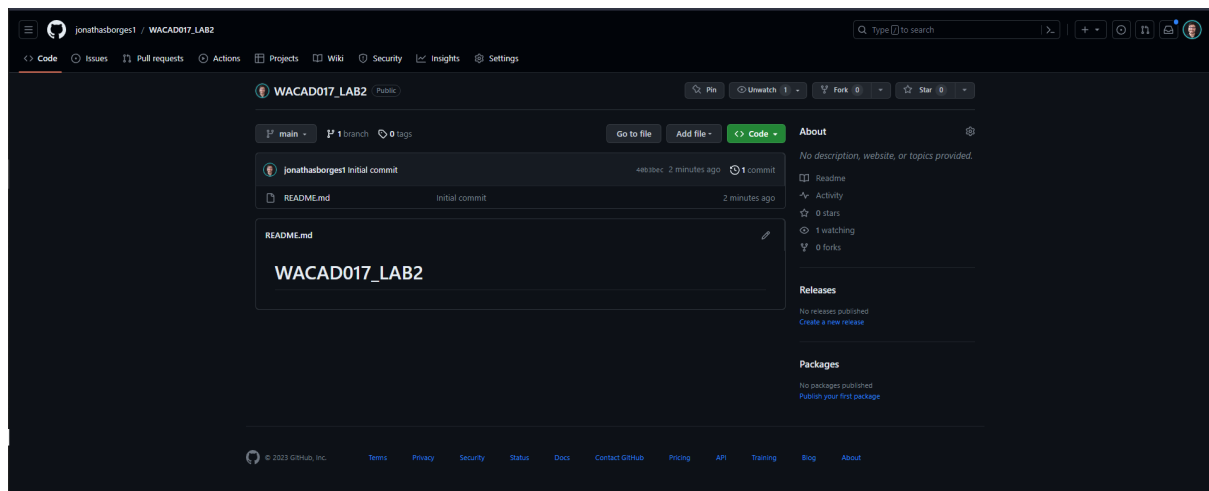 jonathasborges1 / WACAD017_LAB2
Type / to search
Code Issues Pull requests Actions Projects Wiki Security Insights Settings
WACAD017_LAB2 Public
Pin Unwatch 1 Fork 0 Star 0
main 1 branch 0 tags
Go to file Add file <> Code
jonathasborges1 Initial commit 40b3bec 2 minutes ago 1 commit
README.md Initial commit 2 minutes ago
README.md
WACAD017_LAB2
About
No description, website, or topics provided.
Readme
Activity
0 stars
1 watching
0 forks
Releases
No releases published
Create a new release
Packages
No packages published
Publish your first package
© 2023 GitHub, Inc. Terms Privacy Security Status Docs Contact GitHub Pricing API Training Blog About